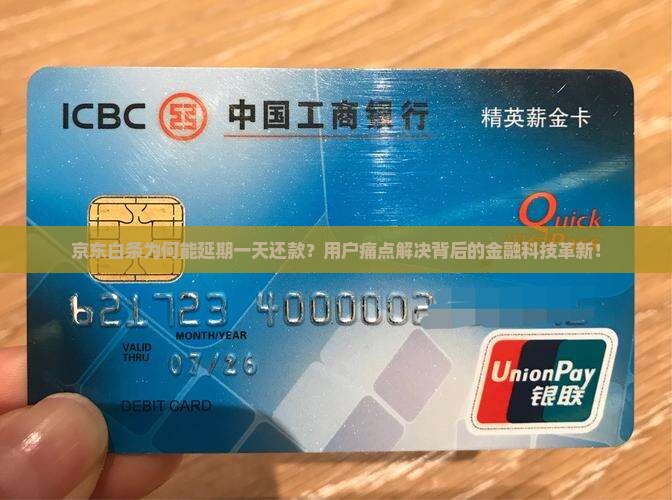 ICBC 中国工商银行 精英薪金卡
Quick
京东白条为何能延期一天还款？用户痛点解决背后的金融科技革新！
621723 4000002
MONTH/YEAR
VALID
THRU
07/26
DEBIT CARD
UnionPay
银联